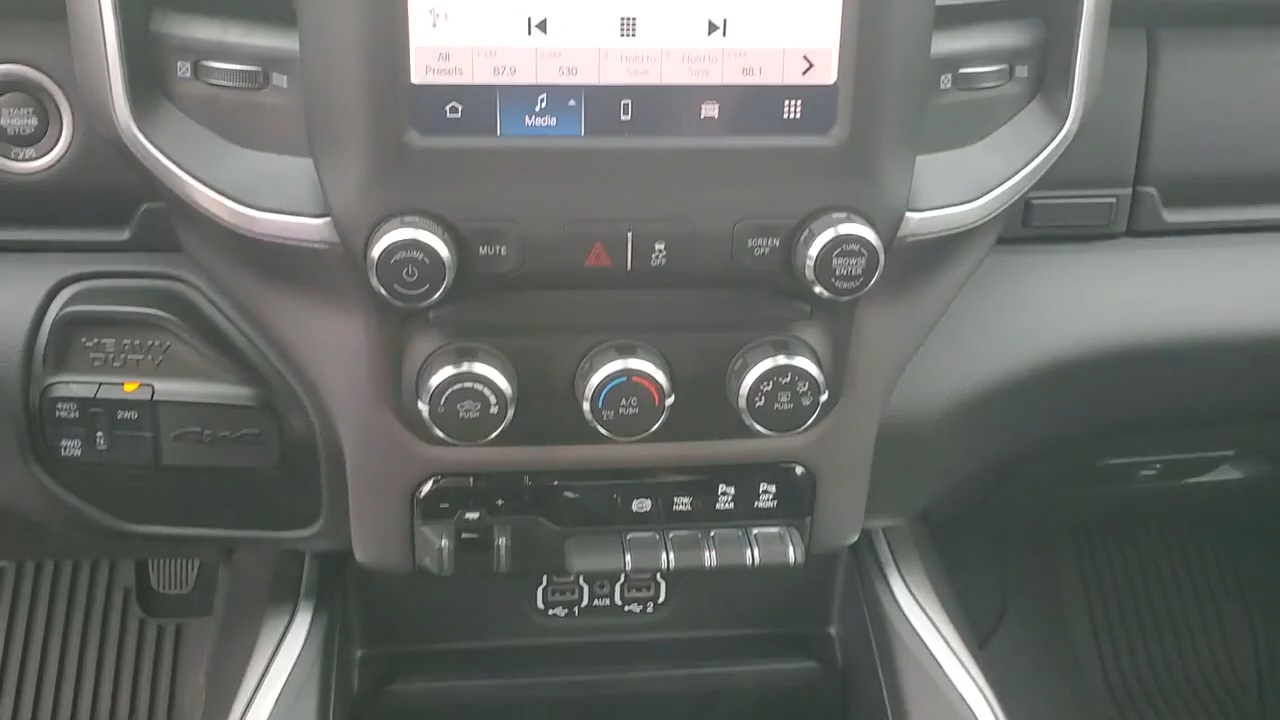 All
Presets
87.9
530
Hold to
Save
Hold to
Save
88.1
Media
START
ENGINE
STOP
VOLUME
MUTE
OFF
SCREEN
OFF
TUNE
BROWSE
ENTER
SCROLL
HEAVY
DUTY
4WD
HIGH
2WD
N
4WD
LOW
PUSH
A/C
PUSH
MAX
A/C
PUSH
- +
TOW/
HAUL
P
OFF
REAR
P
OFF
FRONT
1
AUX
2